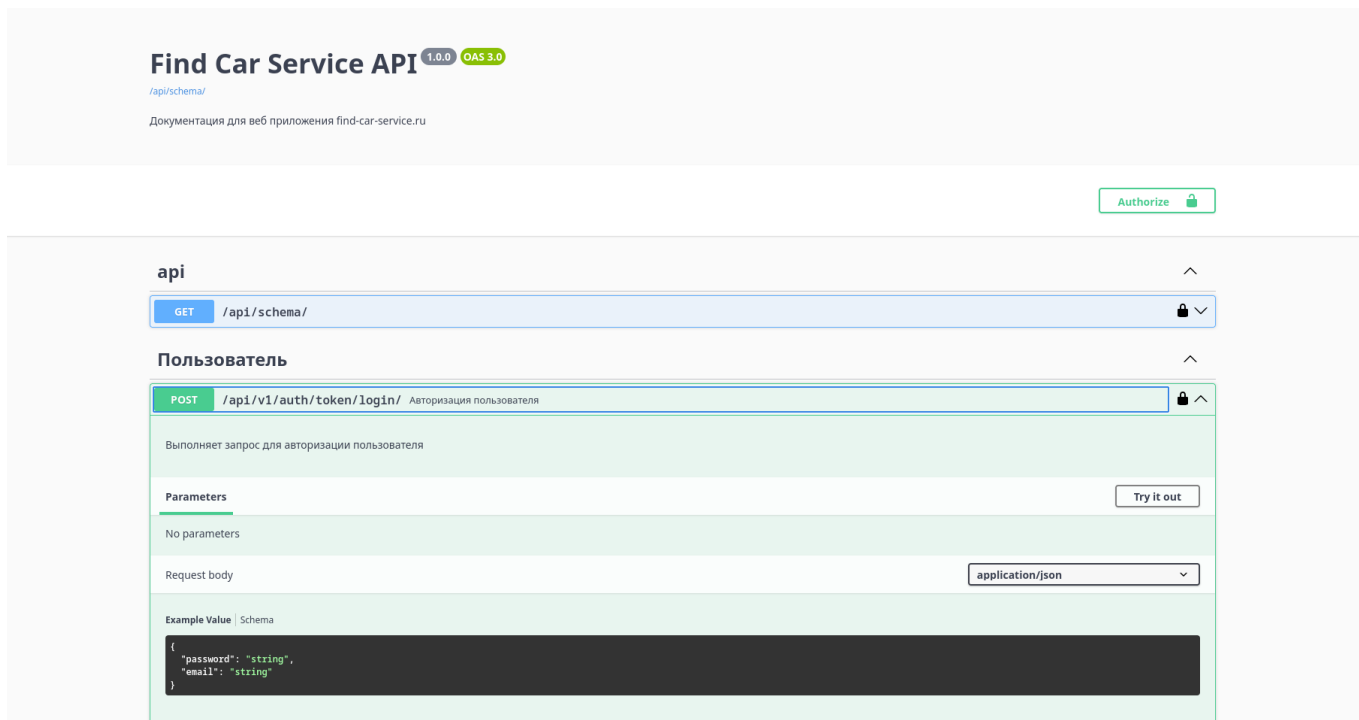 Find Car Service API 1.0.0 OAS 3.0
/api/schema/
Документация для веб приложения find-car-service.ru
Authorize
api
GET /api/schema/
Пользователь
POST /api/v1/auth/token/login/ Авторизация пользователя
Выполняет запрос для авторизации пользователя
Parameters Try it out
No parameters
Request body application/json
Example Value Schema
{
"password": "string",
"email": "string"
}